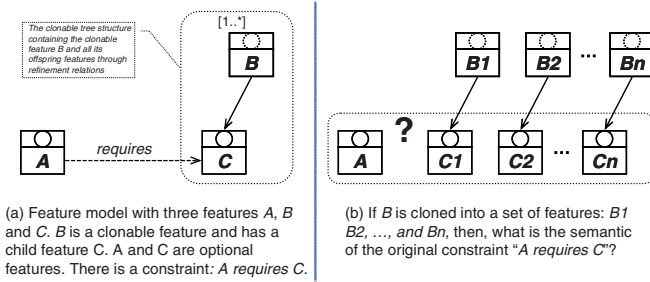 The clonable tree structure
containing the clonable
feature B and all its
offspring features through
refinement relations
[1..*]
B
A
requires
C
(a) Feature model with three features A, B
and C. B is a clonable feature and has a
child feature C. A and C are optional
features. There is a constraint: A requires C.
B1
B2
...
Bn
?
A
C1
C2
...
Cn
(b) If B is cloned into a set of features: B1
B2, ..., and Bn, then, what is the semantic
of the original constraint “A requires C”?